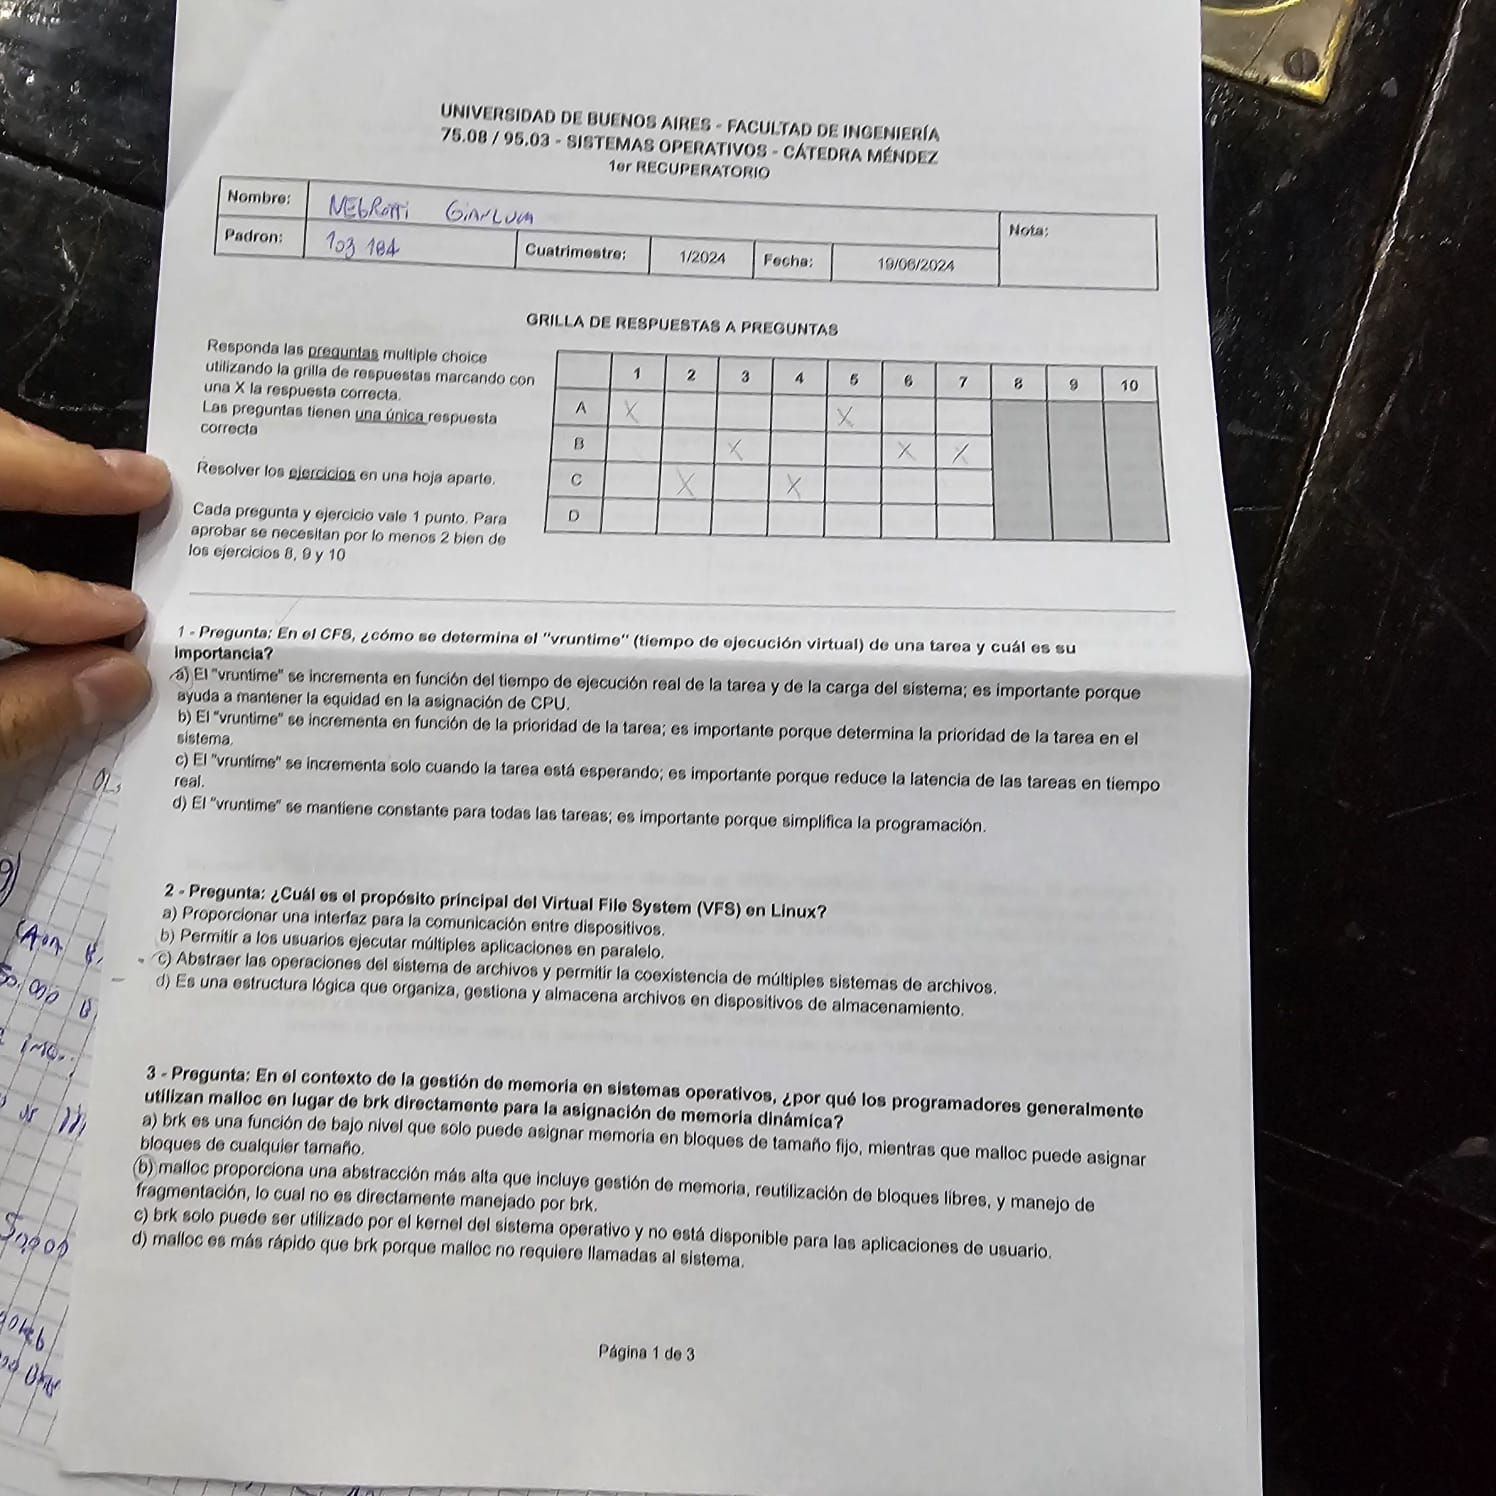 UNIVERSIDAD DE BUENOS AIRES - FACULTAD DE INGENIERÍA
75.08 / 95.03 - SISTEMAS OPERATIVOS - CÁTEDRA MÉNDEZ
1er RECUPERATORIO
Nombre: NEBROTTI GIANLUCA Nota:
Padron: 103 184 Cuatrimestre: 1/2024 Fecha: 19/06/2024
GRILLA DE RESPUESTAS A PREGUNTAS
Responda las preguntas multiple choice
utilizando la grilla de respuestas marcando con
una X la respuesta correcta.
Las preguntas tienen una única respuesta
correcta
Resolver los ejercicios en una hoja aparte.
Cada pregunta y ejercicio vale 1 punto. Para
aprobar se necesitan por lo menos 2 bien de
los ejercicios 8, 9 y 10
1 2 3 4 5 6 7 8 9 10
A X X
B X X X
C X X
D
1 - Pregunta: En el CFS, ¿cómo se determina el "vruntime" (tiempo de ejecución virtual) de una tarea y cuál es su
importancia?
a) El "vruntime" se incrementa en función del tiempo de ejecución real de la tarea y de la carga del sistema; es importante porque
ayuda a mantener la equidad en la asignación de CPU.
b) El "vruntime" se incrementa en función de la prioridad de la tarea; es importante porque determina la prioridad de la tarea en el
sistema.
c) El "vruntime" se incrementa solo cuando la tarea está esperando; es importante porque reduce la latencia de las tareas en tiempo
real.
d) El "vruntime" se mantiene constante para todas las tareas; es importante porque simplifica la programación.
2 - Pregunta: ¿Cuál es el propósito principal del Virtual File System (VFS) en Linux?
a) Proporcionar una interfaz para la comunicación entre dispositivos.
b) Permitir a los usuarios ejecutar múltiples aplicaciones en paralelo.
c) Abstraer las operaciones del sistema de archivos y permitir la coexistencia de múltiples sistemas de archivos.
d) Es una estructura lógica que organiza, gestiona y almacena archivos en dispositivos de almacenamiento.
3 - Pregunta: En el contexto de la gestión de memoria en sistemas operativos, ¿por qué los programadores generalmente
utilizan malloc en lugar de brk directamente para la asignación de memoria dinámica?
a) brk es una función de bajo nivel que solo puede asignar memoria en bloques de tamaño fijo, mientras que malloc puede asignar
bloques de cualquier tamaño.
b) malloc proporciona una abstracción más alta que incluye gestión de memoria, reutilización de bloques libres, y manejo de
fragmentación, lo cual no es directamente manejado por brk.
c) brk solo puede ser utilizado por el kernel del sistema operativo y no está disponible para las aplicaciones de usuario.
d) malloc es más rápido que brk porque malloc no requiere llamadas al sistema.
Página 1 de 3